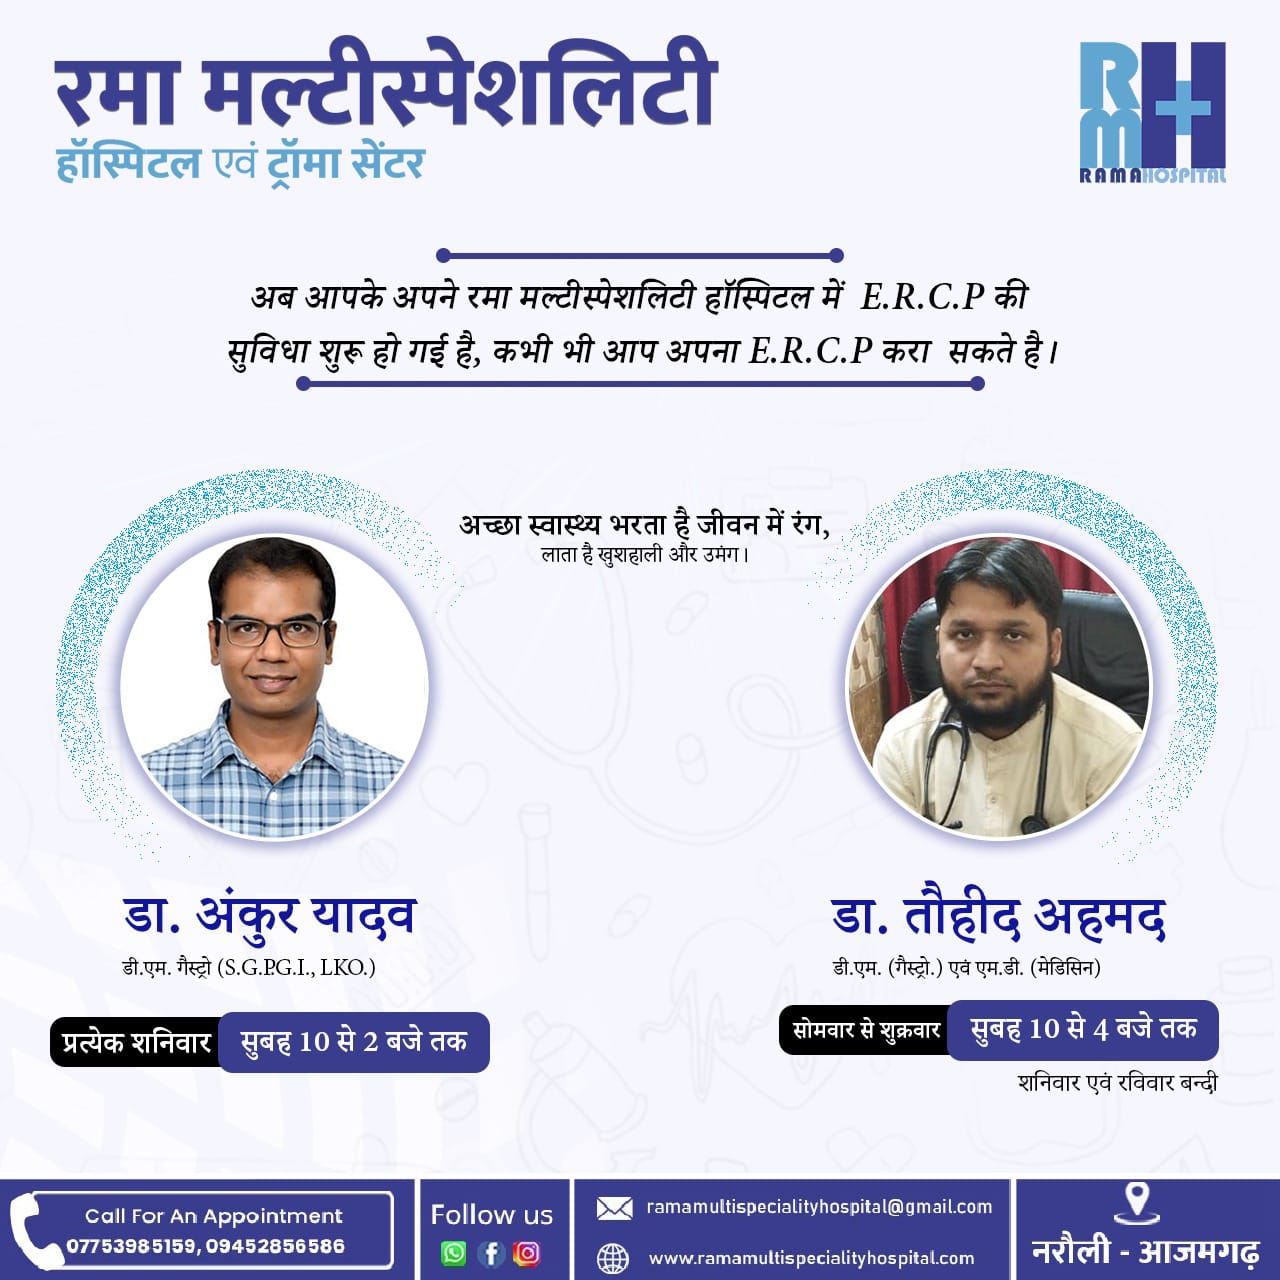 रमा मल्टीस्पेशलिटी
हॉस्पिटल एवं ट्रॉमा सेंटर
RMH
RAMAHOSPITAL
अब आपके अपने रमा मल्टीस्पेशलिटी हॉस्पिटल में E.R.C.P की
सुविधा शुरू हो गई है, कभी भी आप अपना E.R.C.P करा सकते है।
अच्छा स्वास्थ्य भरता है जीवन में रंग,
लाता है खुशहाली और उमंग।
डा. अंकुर यादव
डी.एम. गैस्ट्रो (S.G.P.G.I., LKO.)
प्रत्येक शनिवार सुबह 10 से 2 बजे तक
डा. तौहीद अहमद
डी.एम. (गैस्ट्रो.) एवं एम.डी. (मेडिसिन)
सोमवार से शुक्रवार सुबह 10 से 4 बजे तक
शनिवार एवं रविवार बन्दी
Call For An Appointment
07753985159, 09452856586
Follow us
ramamultispecialityhospital@gmail.com
www.ramamultispecialityhospital.com
नरौली - आजमगढ़